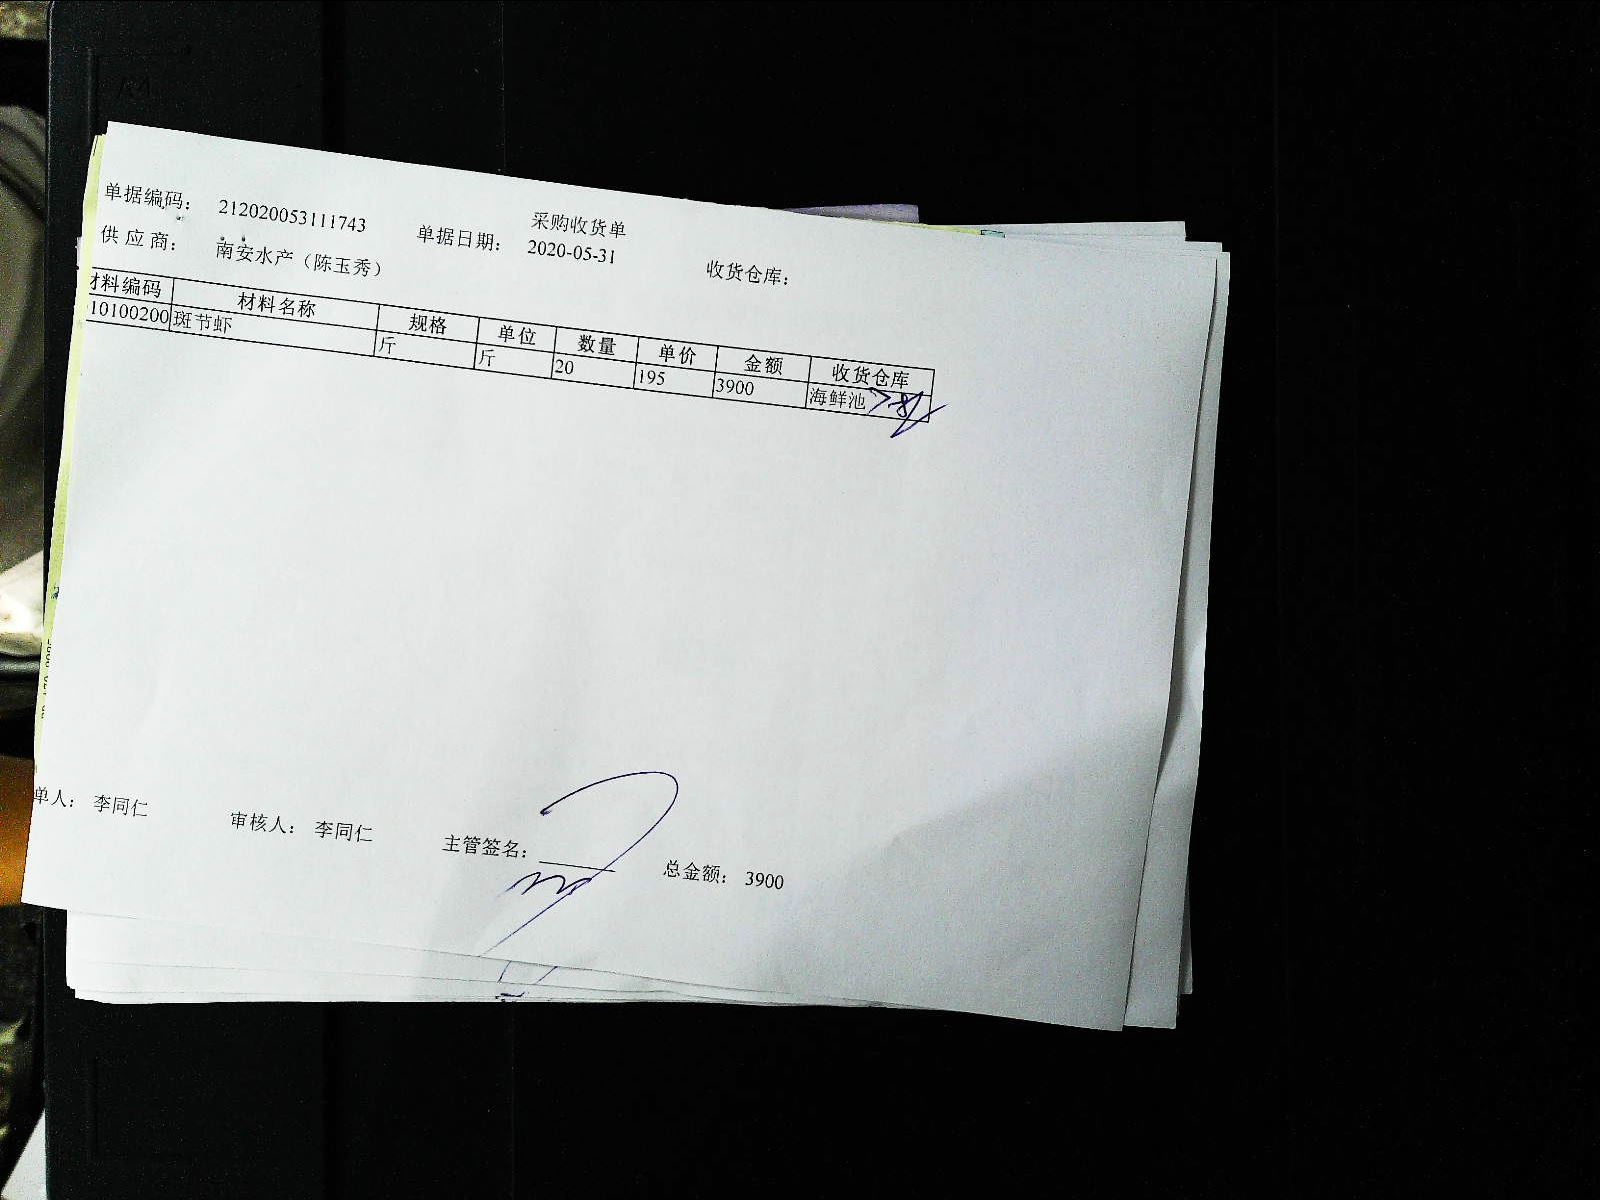 采购收货单
单据编码： 212020053111743 单据日期： 2020-05-31 收货仓库：
供 应 商： 南安水产（陈玉秀）
材料编码 材料名称 规格 单位 数量 单价 金额 收货仓库
10100200 斑节虾 斤 斤 20 195 3900 海鲜池
单人： 李同仁 审核人： 李同仁 主管签名： 总金额： 3900